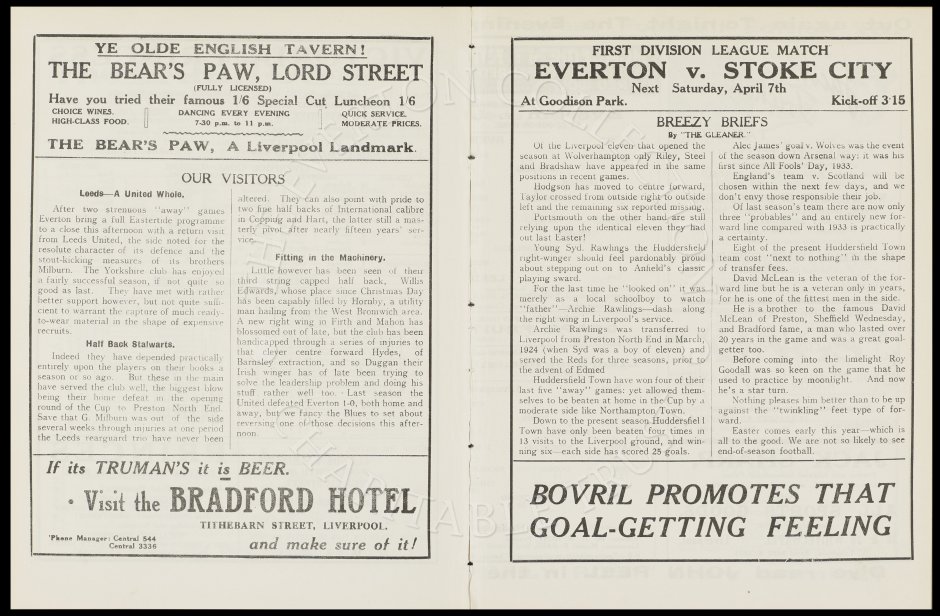 YE OLDE ENGLISH TAVERN!
THE BEAR'S PAW, LORD STREET
(FULLY LICENSED)
Have you tried their famous 1/6 Special Cut Luncheon 1/6
CHOICE WINES. DANCING EVERY EVENING QUICK SERVICE.
HIGH-CLASS FOOD. 7-30 p.m. to 11 p.m. MODERATE PRICES.
THE BEAR'S PAW, A Liverpool Landmark.
OUR VISITORS
Leeds—A United Whole.
After two strenuous "away" games
Everton bring a full Eastertide programme
to a close this afternoon with a return visit
from Leeds United, the side noted for the
resolute character of its defence and the
stout-kicking measures of its brothers
Milburn. The Yorkshire club has enjoyed
a fairly successful season, if not quite so
good as last. They have met with rather
better support however, but not quite suffi-
cient to warrant the capture of much ready-
to-wear material in the shape of expensive
recruits.
Half Back Stalwarts.
Indeed they have depended practically
entirely upon the players on their books a
season or so ago. But these in the main
have served the club well, the biggest blow
being their home defeat in the opening
round of the Cup to Preston North End.
Save that G. Milburn was out of the side
several weeks through injuries at one period
the Leeds rearguard trio have never been
altered. They can also point with pride to
two fine half backs of International calibre
in Copping and Hart, the latter still a mas-
terly pivot after nearly fifteen years' ser-
vice.
Fitting in the Machinery.
Little however has been seen of their
third string capped half back, Willis
Edwards, whose place since Christmas Day
has been capably filled by Hornby, a utility
man hailing from the West Bromwich area.
A new right wing in Firth and Mahon has
blossomed out of late, but the club has been
handicapped through a series of injuries to
that clever centre forward Hydes, of
Barnsley extraction, and so Duggan their
Irish winger has of late been trying to
solve the leadership problem and doing his
stuff rather well too. Last season the
United defeated Everton 1-0, both home and
away, but we fancy the Blues to set about
reversing one of those decisions this after-
noon.
If its TRUMAN'S it is BEER.
• Visit the BRADFORD HOTEL
TITHEBARN STREET, LIVERPOOL.
'Phone Manager: Central 544
Central 3336
and make sure of it!
FIRST DIVISION LEAGUE MATCH
EVERTON v. STOKE CITY
Next Saturday, April 7th
At Goodison Park. Kick-off 3 15
BREEZY BRIEFS
By "THE GLEANER."
Of the Liverpool eleven that opened the
season at Wolverhampton only Riley, Steel
and Bradshaw have appeared in the same
positions in recent games.
Hodgson has moved to centre forward,
Taylor crossed from outside right to outside
left and the remaining six reported missing.
Portsmouth on the other hand are still
relying upon the identical eleven they had
out last Easter!
Young Syd. Rawlings the Huddersfield
right-winger should feel pardonably proud
about stepping out on to Anfield's classic
playing sward.
For the last time he "looked on" it was
merely as a local schoolboy to watch
"father"—Archie Rawlings—dash along
the right wing in Liverpool's service.
Archie Rawlings was transferred to
Liverpool from Preston North End in March,
1924 (when Syd was a boy of eleven) and
served the Reds for three seasons, prior to
the advent of Edmed
Huddersfield Town have won four of their
last five "away" games: yet allowed them-
selves to be beaten at home in the Cup by a
moderate side like Northampton Town.
Down to the present season Huddersfiel l
Town have only been beaten four times in
13 visits to the Liverpool ground, and win-
ning six—each side has scored 25 goals.
Alec James' goal v. Wolves was the event
of the season down Arsenal way: it was his
first since All Fools' Day, 1933.
England's team v. Scotland will be
chosen within the next few days, and we
don't envy those responsible their job.
Of last season's team there are now only
three "probables" and an entirely new for-
ward line compared with 1933 is practically
a certainty.
Eight of the present Huddersfield Town
team cost "next to nothing" in the shape
of transfer fees.
David McLean is the veteran of the for-
ward line but he is a veteran only in years,
for he is one of the fittest men in the side.
He is a brother to the famous David
McLean of Preston, Sheffield Wednesday,
and Bradford fame, a man who lasted over
20 years in the game and was a great goal-
getter too.
Before coming into the limelight Roy
Goodall was so keen on the game that he
used to practice by moonlight. And now
he's a star turn.
Nothing pleases him better than to be up
against the "twinkling" feet type of for-
ward.
Easter comes early this year—which is
all to the good. We are not so likely to see
end-of-season football.
BOVRIL PROMOTES THAT
GOAL-GETTING FEELING